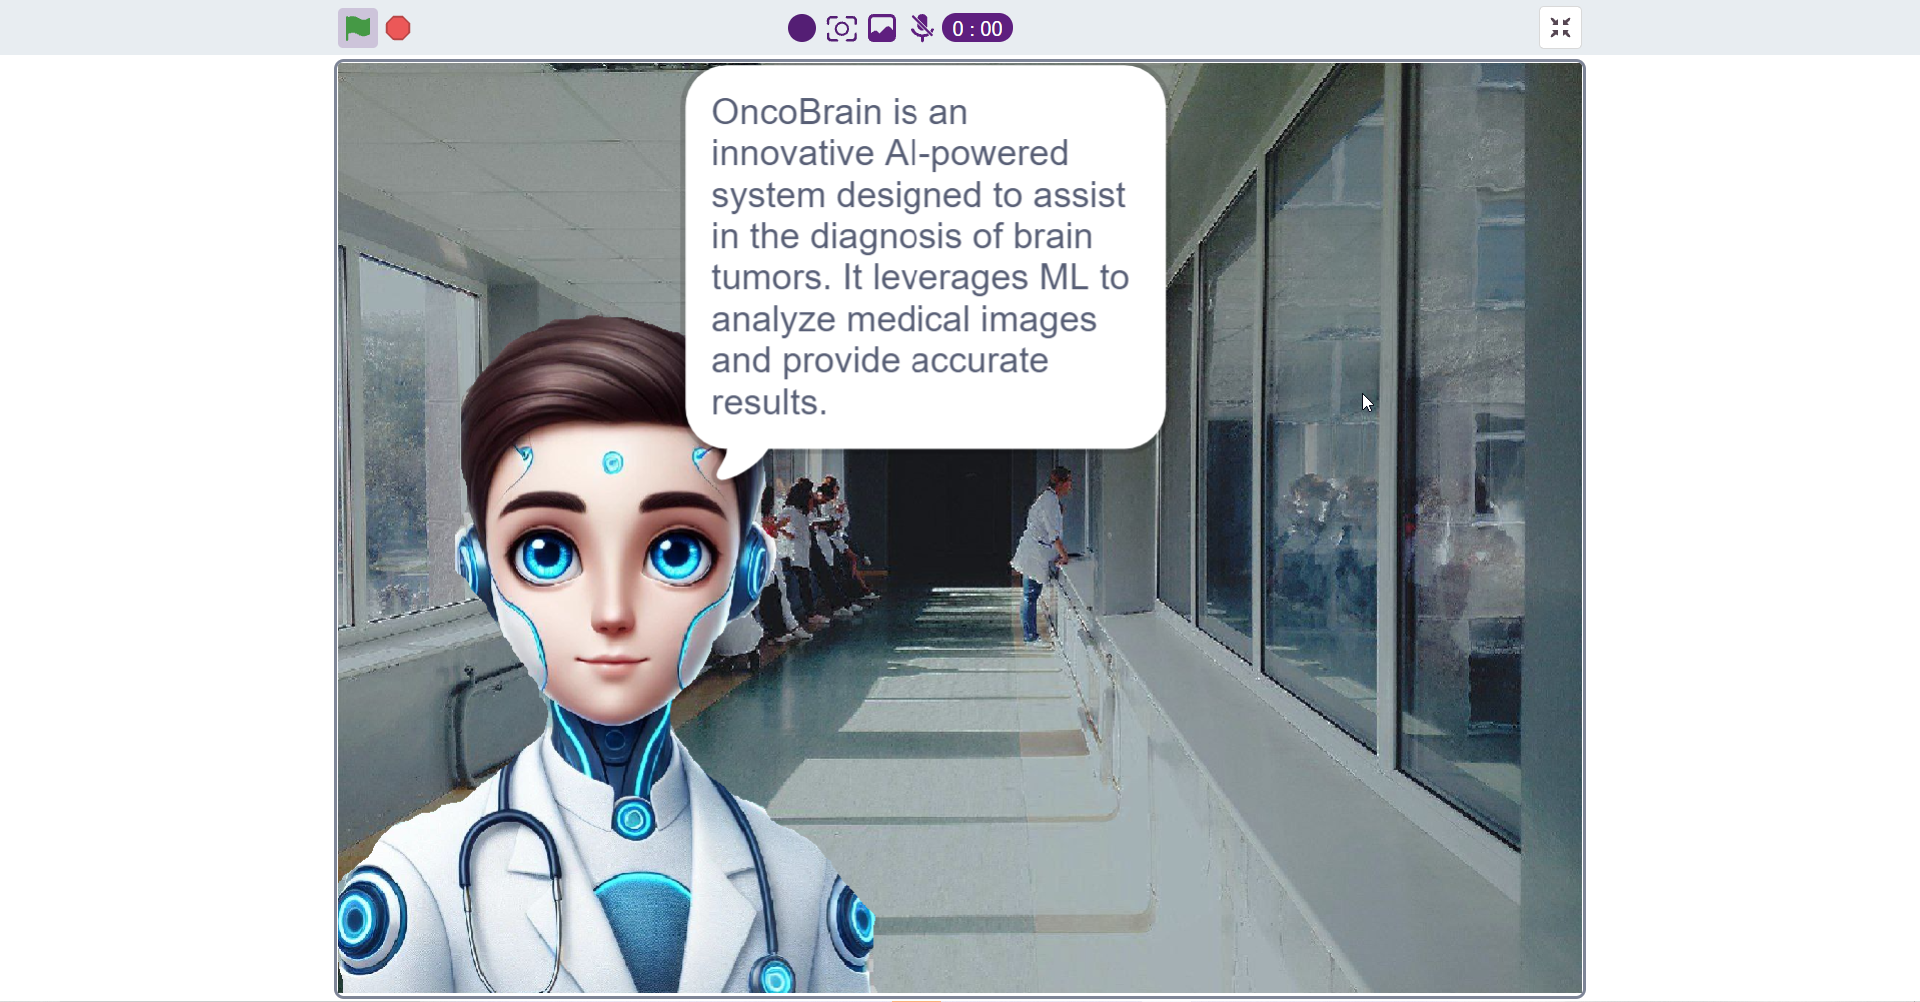 0 : 00
OncoBrain is an
innovative AI-powered
system designed to assist
in the diagnosis of brain
tumors. It leverages ML to
analyze medical images
and provide accurate
results.